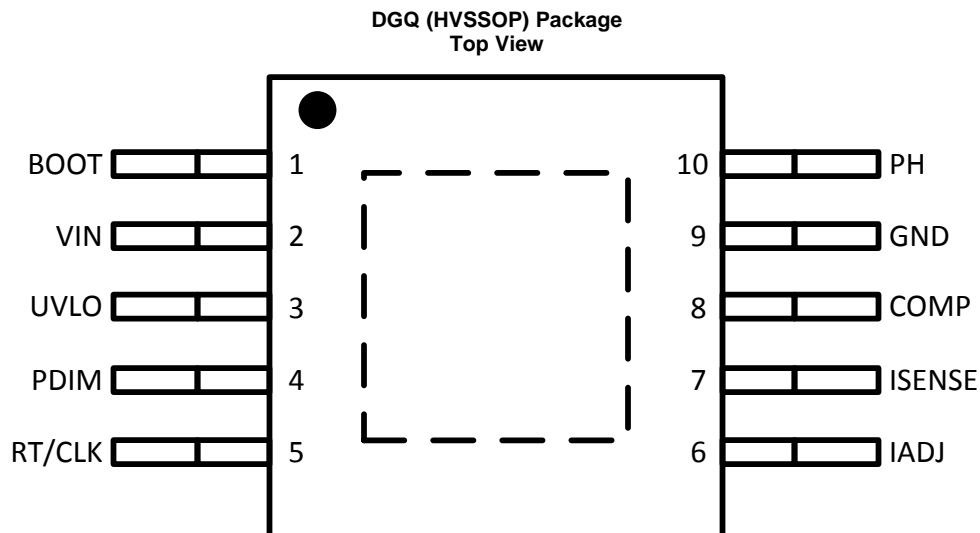 DGQ (HVSSOP) Package
Top View
BOOT 1 10 PH
VIN 2 9 GND
UVLO 3 8 COMP
PDIM 4 7 ISENSE
RT/CLK 5 6 IADJ